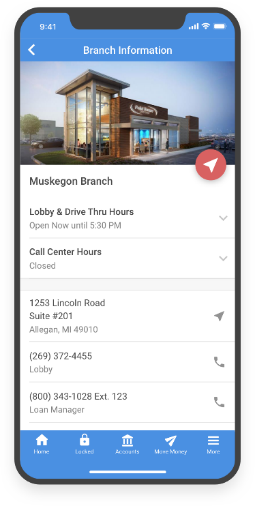 9:41
Branch Information
Muskegon Branch
Lobby & Drive Thru Hours
Open Now until 5:30 PM
Call Center Hours
Closed
1253 Lincoln Road
Suite #201
Allegan, MI 49010
(269) 372-4455
Lobby
(800) 343-1028 Ext. 123
Loan Manager
Home
Locked
Accounts
Move Money
More